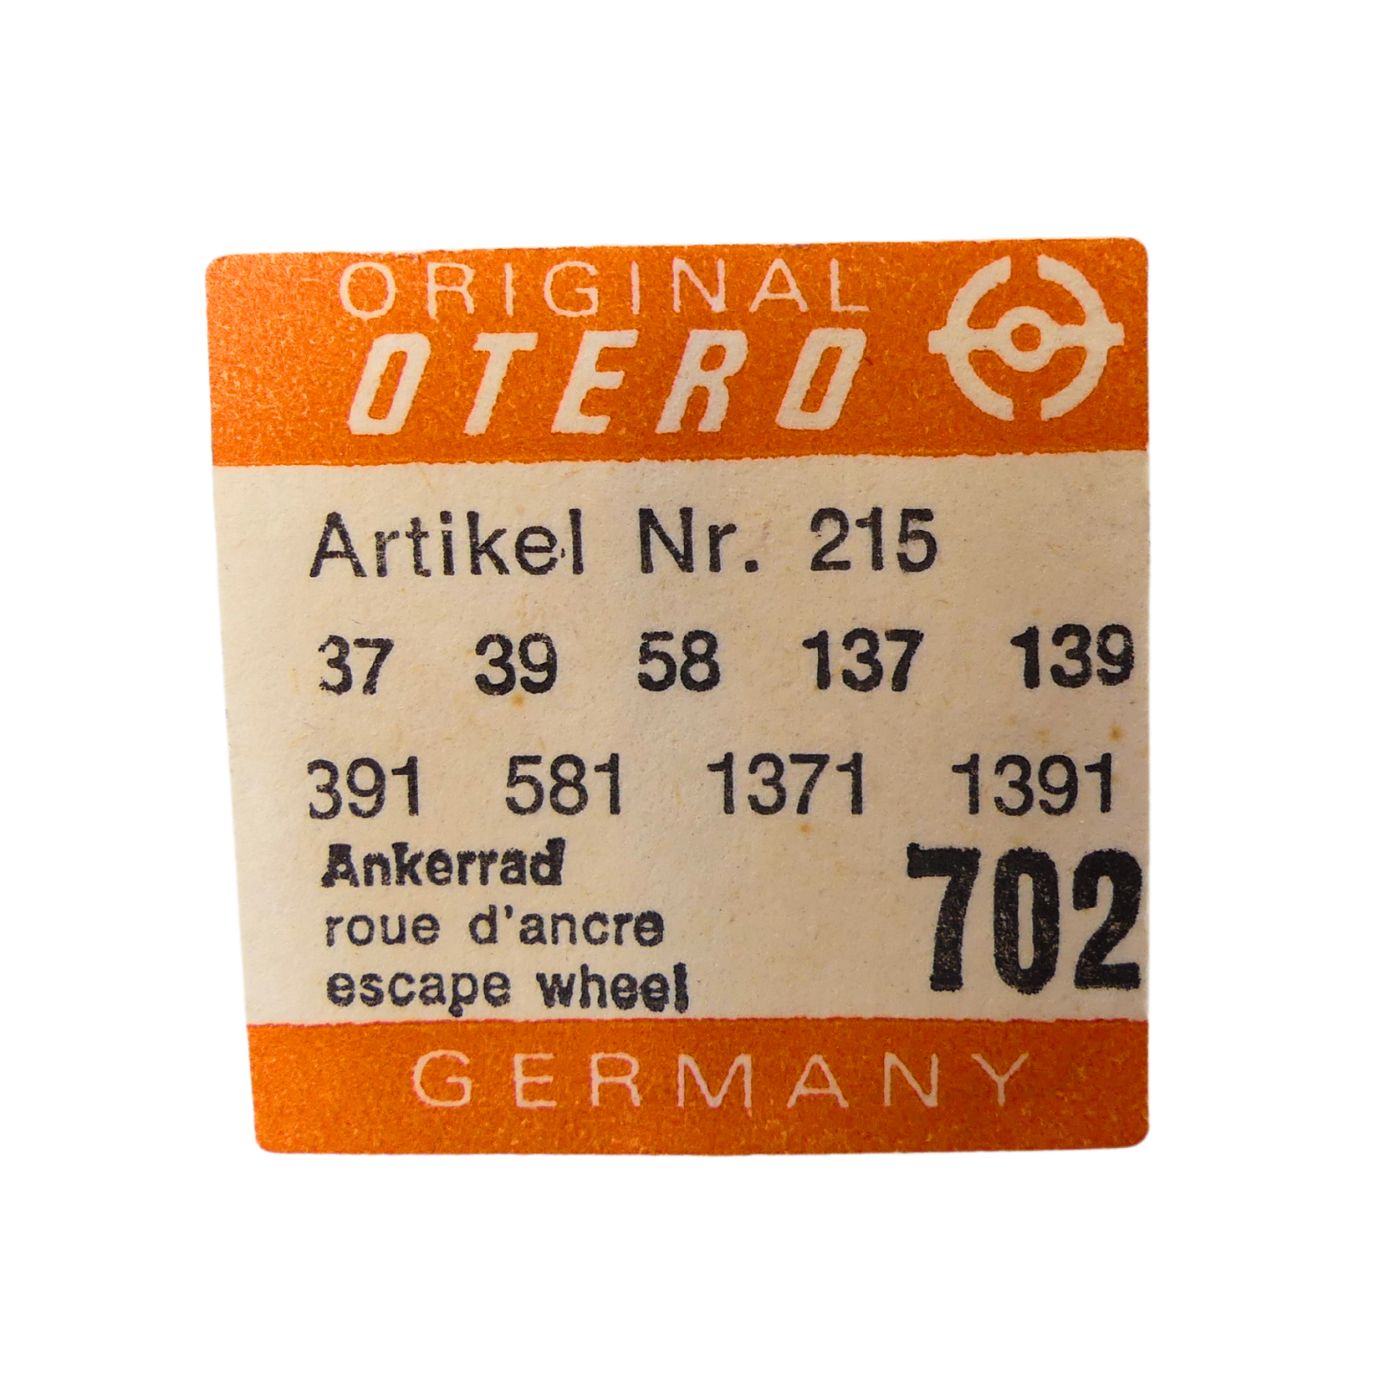 ORIGINAL
OTERO
Artikel Nr. 215
37 39 58 137 139
391 581 1371 1391
Ankerrad
roue d'ancre
escape wheel
702
GERMANY